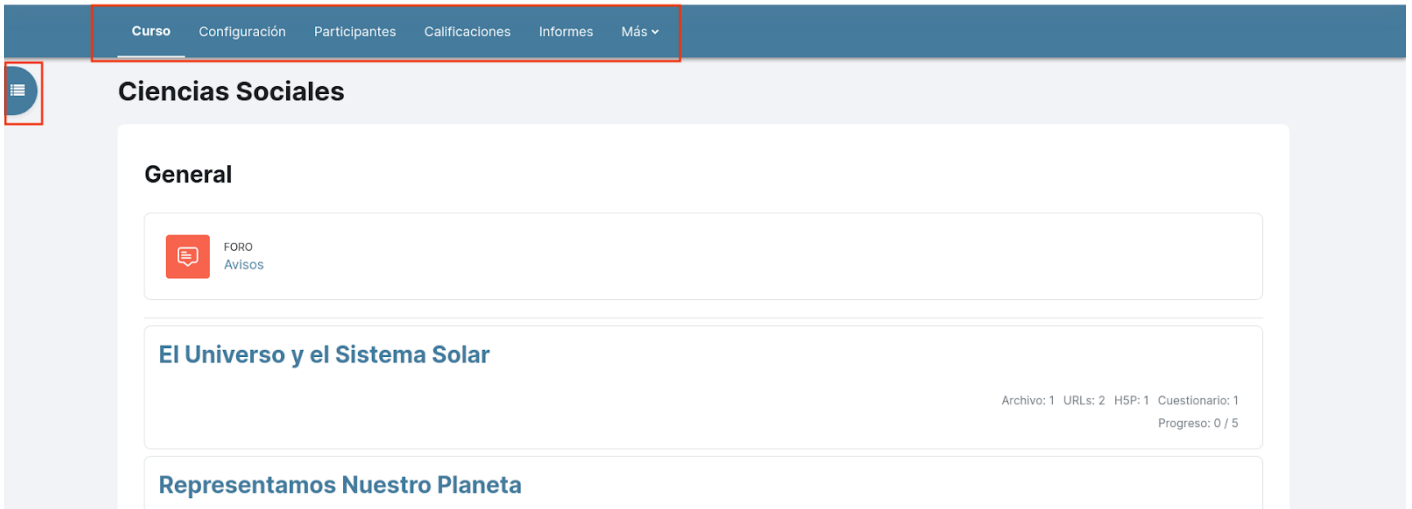 Curso Configuración Participantes Calificaciones Informes Más
Ciencias Sociales
General
FORO
Avisos
El Universo y el Sistema Solar
Archivo: 1 URLs: 2 H5P: 1 Cuestionario: 1
Progreso: 0 / 5
Representamos Nuestro Planeta